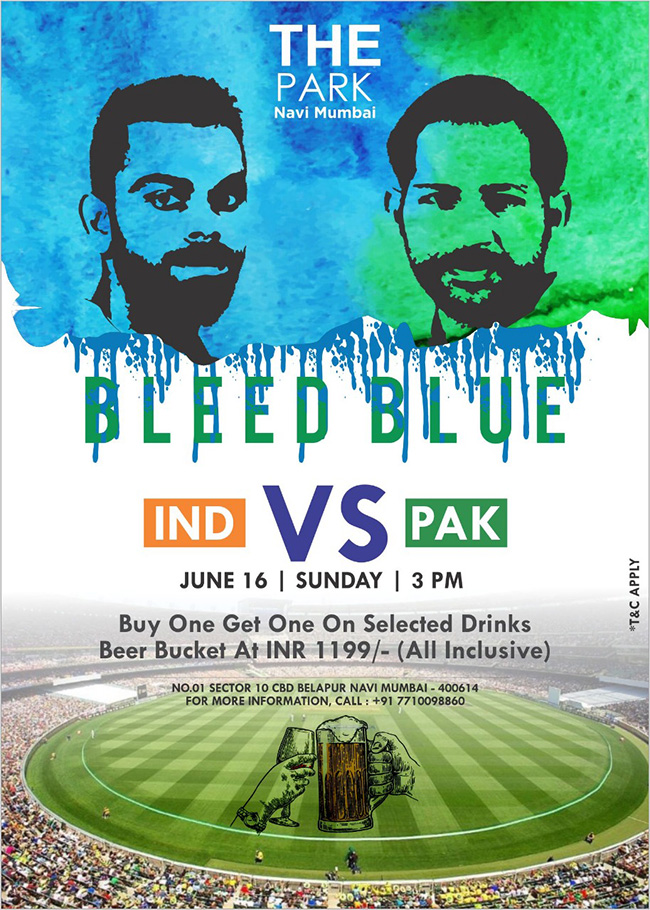 THE
PARK
Navi Mumbai
BLEED BLUE
IND VS PAK
JUNE 16 | SUNDAY | 3 PM
*T&C APPLY
Buy One Get One On Selected Drinks
Beer Bucket At INR 1199/- (All Inclusive)
NO.01 SECTOR 10 CBD BELAPUR NAVI MUMBAI - 400614
FOR MORE INFORMATION, CALL : +91 7710098860